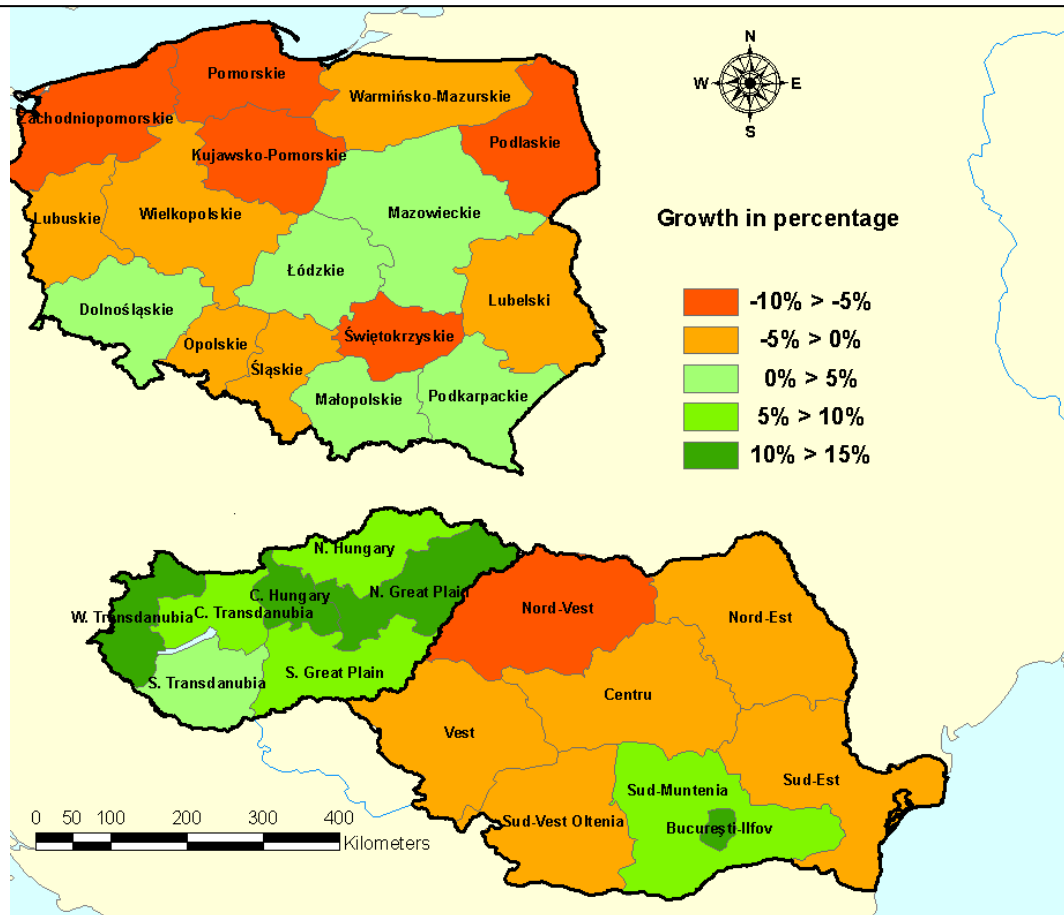 N
W E
S
Pomorskie
Warmińsko-Mazurskie
Zachodniopomorskie
Podlaskie
Kujawsko-Pomorskie
Lubuskie
Wielkopolskie
Mazowieckie
Growth in percentage
Łódzkie
Lubelski
-10% > -5%
Dolnośląskie
Opolskie
Świętokrzyskie
-5% > 0%
Śląskie
0% > 5%
Małopolskie
Podkarpackie
5% > 10%
10% > 15%
N. Hungary
C. Hungary
N. Great Plain
W. Transdanubia
C. Transdanubia
Nord-Vest
Nord-Est
S. Great Plain
S. Transdanubia
Centru
Vest
Sud-Est
Sud-Muntenia
Sud-Vest Oltenia
Bucureşti-Ilfov
0 50 100 200 300 400
Kilometers